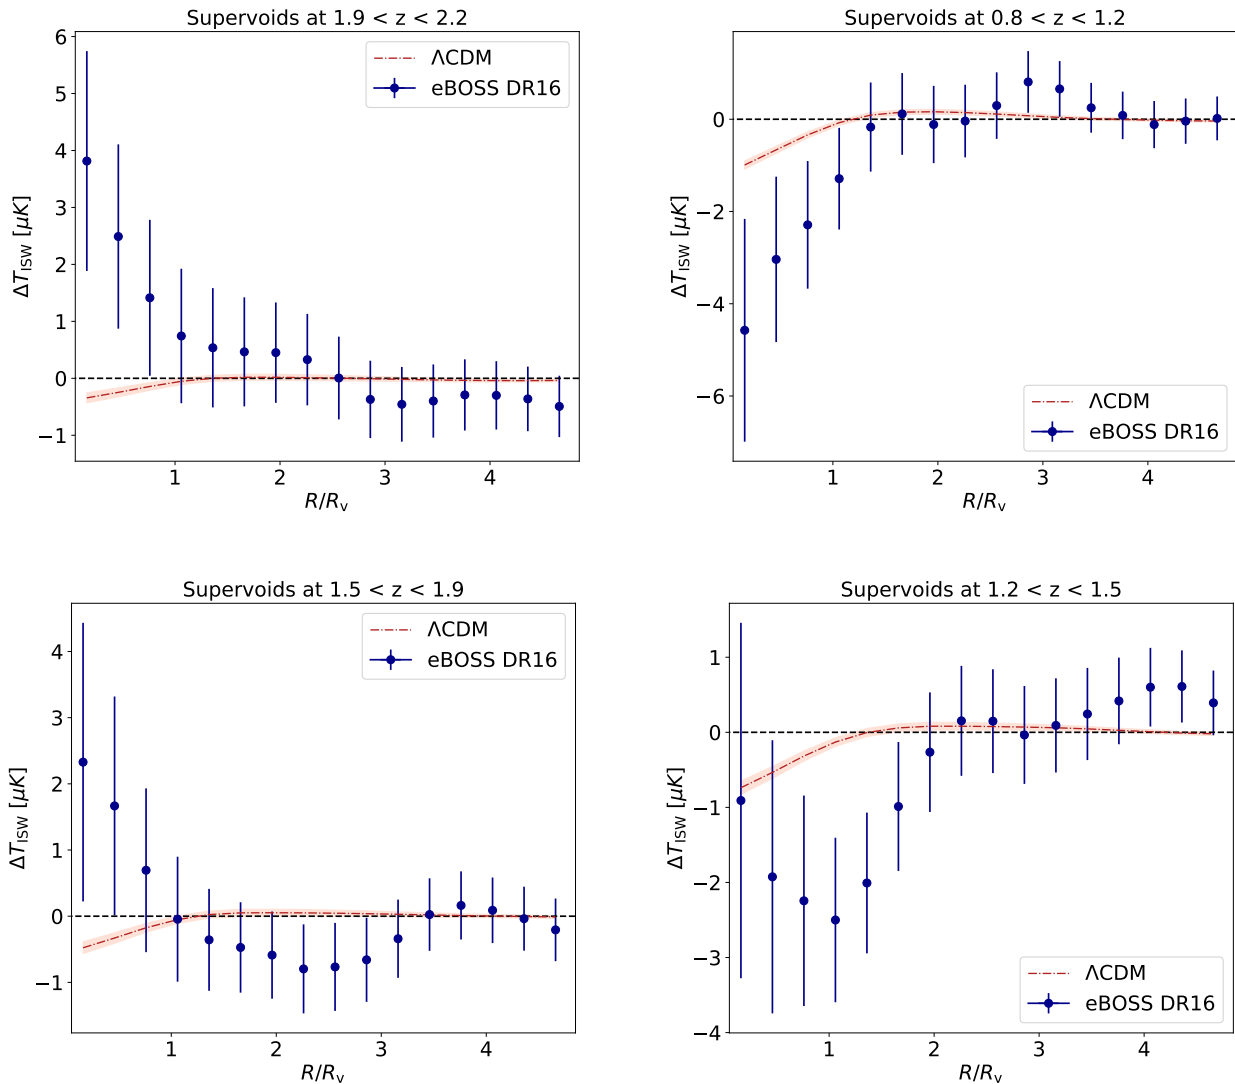 Supervoids at 1.9 < z < 2.2
6
5
4
3
2
1
0
−1
ΔT_ISW [μK]
ΛCDM
eBOSS DR16
1 2 3 4
R/R_v
Supervoids at 0.8 < z < 1.2
0
−2
−4
−6
ΔT_ISW [μK]
ΛCDM
eBOSS DR16
1 2 3 4
R/R_v
Supervoids at 1.5 < z < 1.9
4
3
2
1
0
−1
ΔT_ISW [μK]
ΛCDM
eBOSS DR16
1 2 3 4
R/R_v
Supervoids at 1.2 < z < 1.5
1
0
−1
−2
−3
−4
ΔT_ISW [μK]
ΛCDM
eBOSS DR16
1 2 3 4
R/R_v